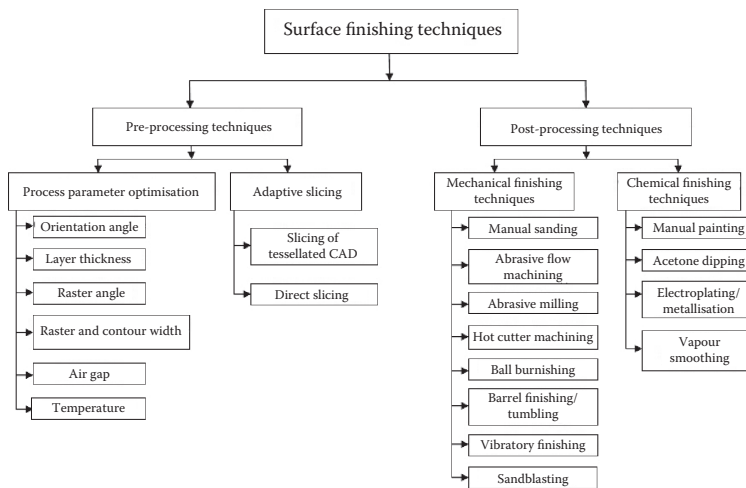 Surface finishing techniques
Pre-processing techniques
Post-processing techniques
Process parameter optimisation
Adaptive slicing
Mechanical finishing
techniques
Chemical finishing
techniques
Orientation angle
Layer thickness
Raster angle
Raster and contour width
Air gap
Temperature
Slicing of
tessellated CAD
Direct slicing
Manual sanding
Abrasive flow
machining
Abrasive milling
Hot cutter machining
Ball burnishing
Barrel finishing/
tumbling
Vibratory finishing
Sandblasting
Manual painting
Acetone dipping
Electroplating/
metallisation
Vapour
smoothing